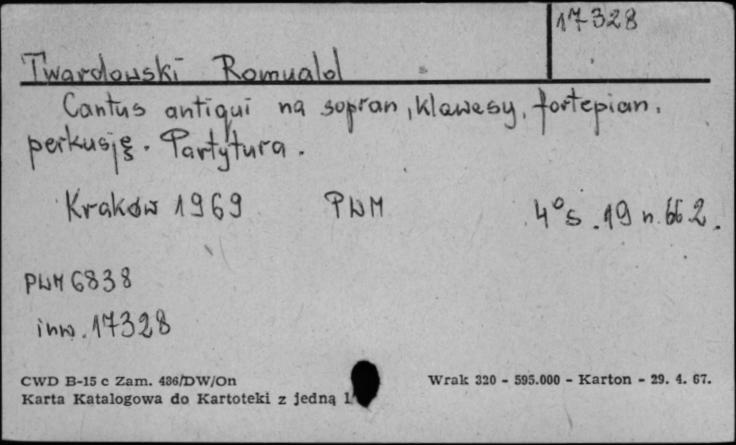 17328
Twardowski Romuald
Cantus antiqui na sopran, klawesy, fortepian,
perkusję. Partytura.
Kraków 1969 PWM 4° s. 19 n. 662.
PWM 6838
inw. 17328
CWD B-15 c Zam. 436/DW/On Wrak 320 - 595.000 - Karton - 29. 4. 67.
Karta Katalogowa do Kartoteki z jedną